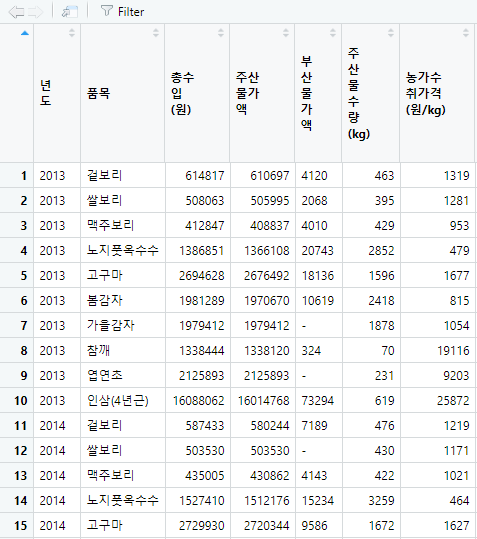 Filter
년도 품목 총수입(원) 주산물가액 부산물가액 주산물수량(kg) 농가수취가격(원/kg)
1 2013 겉보리 614817 610697 4120 463 1319
2 2013 쌀보리 508063 505995 2068 395 1281
3 2013 맥주보리 412847 408837 4010 429 953
4 2013 노지풋옥수수 1386851 1366108 20743 2852 479
5 2013 고구마 2694628 2676492 18136 1596 1677
6 2013 봄감자 1981289 1970670 10619 2418 815
7 2013 가을감자 1979412 1979412 - 1878 1054
8 2013 참깨 1338444 1338120 324 70 19116
9 2013 엽연초 2125893 2125893 - 231 9203
10 2013 인삼(4년근) 16088062 16014768 73294 619 25872
11 2014 겉보리 587433 580244 7189 476 1219
12 2014 쌀보리 503530 503530 - 430 1171
13 2014 맥주보리 435005 430862 4143 422 1021
14 2014 노지풋옥수수 1527410 1512176 15234 3259 464
15 2014 고구마 2729930 2720344 9586 1672 1627